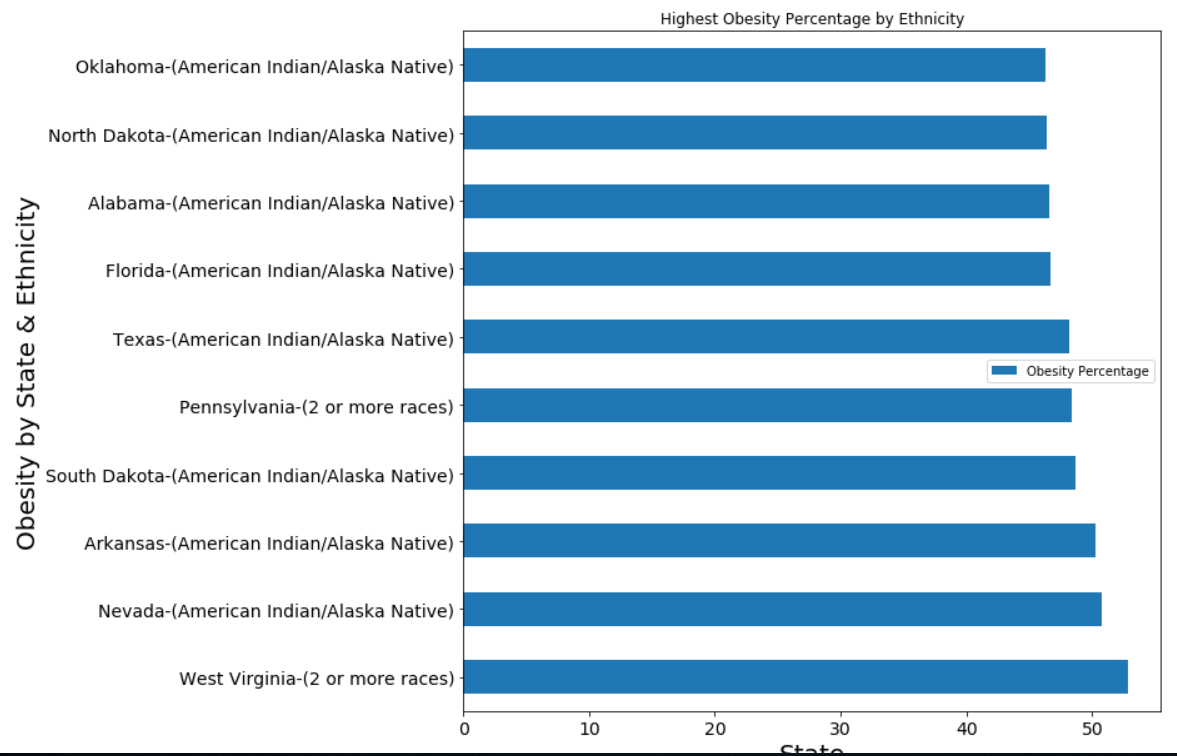 Highest Obesity Percentage by Ethnicity
Obesity by State & Ethnicity
Oklahoma-(American Indian/Alaska Native)
North Dakota-(American Indian/Alaska Native)
Alabama-(American Indian/Alaska Native)
Florida-(American Indian/Alaska Native)
Texas-(American Indian/Alaska Native)
Obesity Percentage
Pennsylvania-(2 or more races)
South Dakota-(American Indian/Alaska Native)
Arkansas-(American Indian/Alaska Native)
Nevada-(American Indian/Alaska Native)
West Virginia-(2 or more races)
0 10 20 30 40 50
State